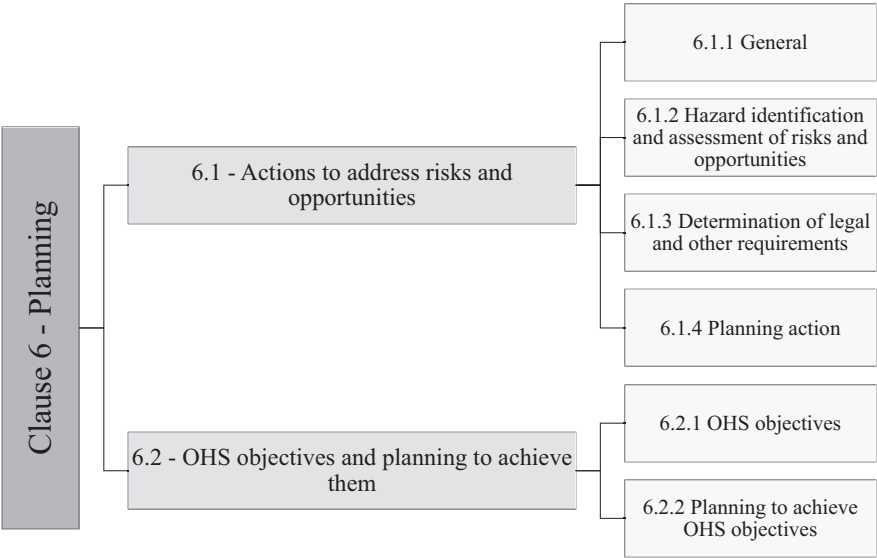 Clause 6 - Planning
6.1 - Actions to address risks and
opportunities
6.1.1 General
6.1.2 Hazard identification
and assessment of risks and
opportunities
6.1.3 Determination of legal
and other requirements
6.1.4 Planning action
6.2 - OHS objectives and planning to achieve
them
6.2.1 OHS objectives
6.2.2 Planning to achieve
OHS objectives